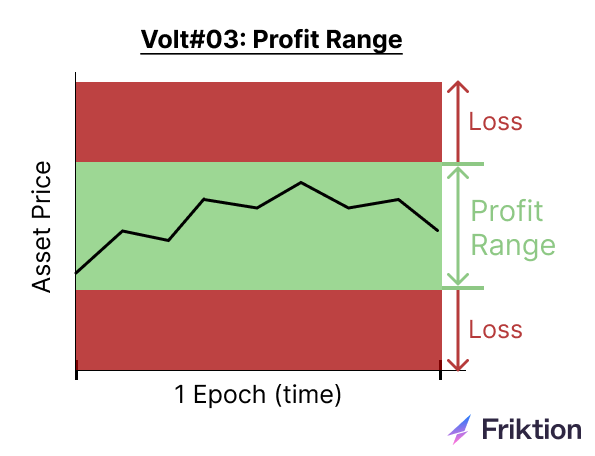 Volt#03: Profit Range
Loss
Asset Price
Profit
Range
Loss
1 Epoch (time)
Friktion